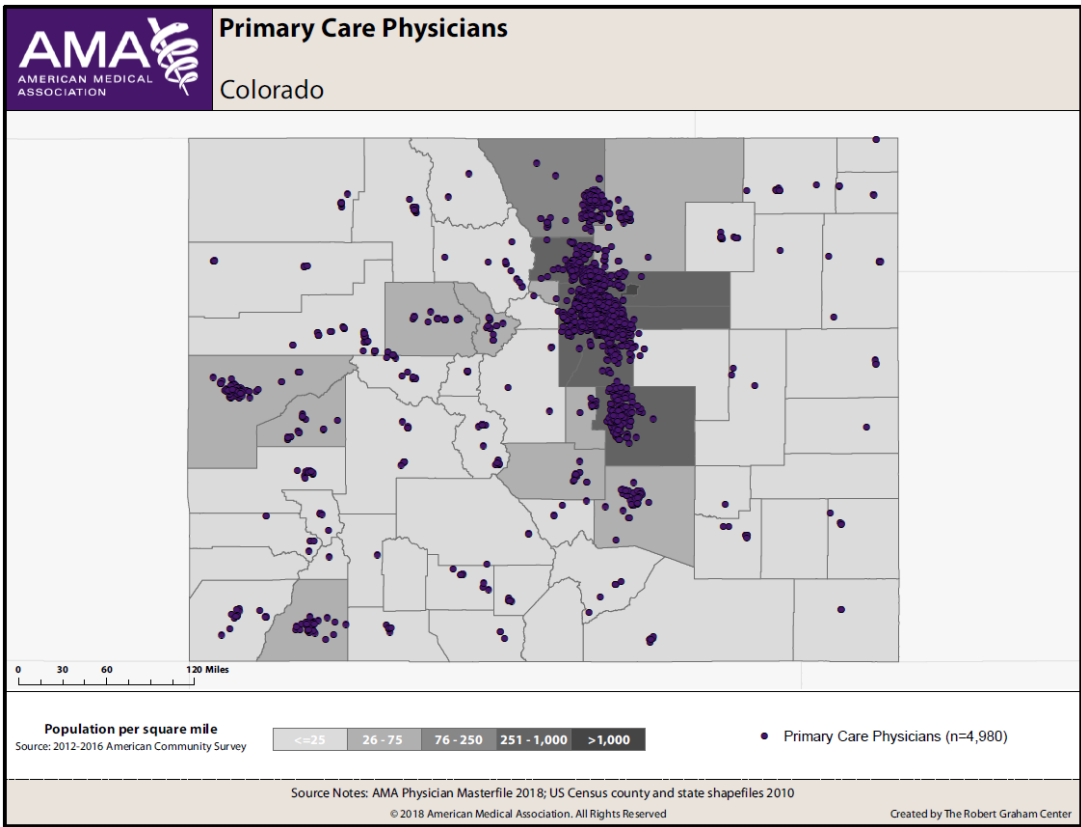 AMA
AMERICAN MEDICAL
ASSOCIATION
Primary Care Physicians
Colorado
0 30 60 120 Miles
Population per square mile
Source: 2012-2016 American Community Survey
<=25 26 - 75 76 - 250 251 - 1,000 >1,000
Primary Care Physicians (n=4,980)
Source Notes: AMA Physician Masterfile 2018; US Census county and state shapefiles 2010
© 2018 American Medical Association. All Rights Reserved
Created by The Robert Graham Center